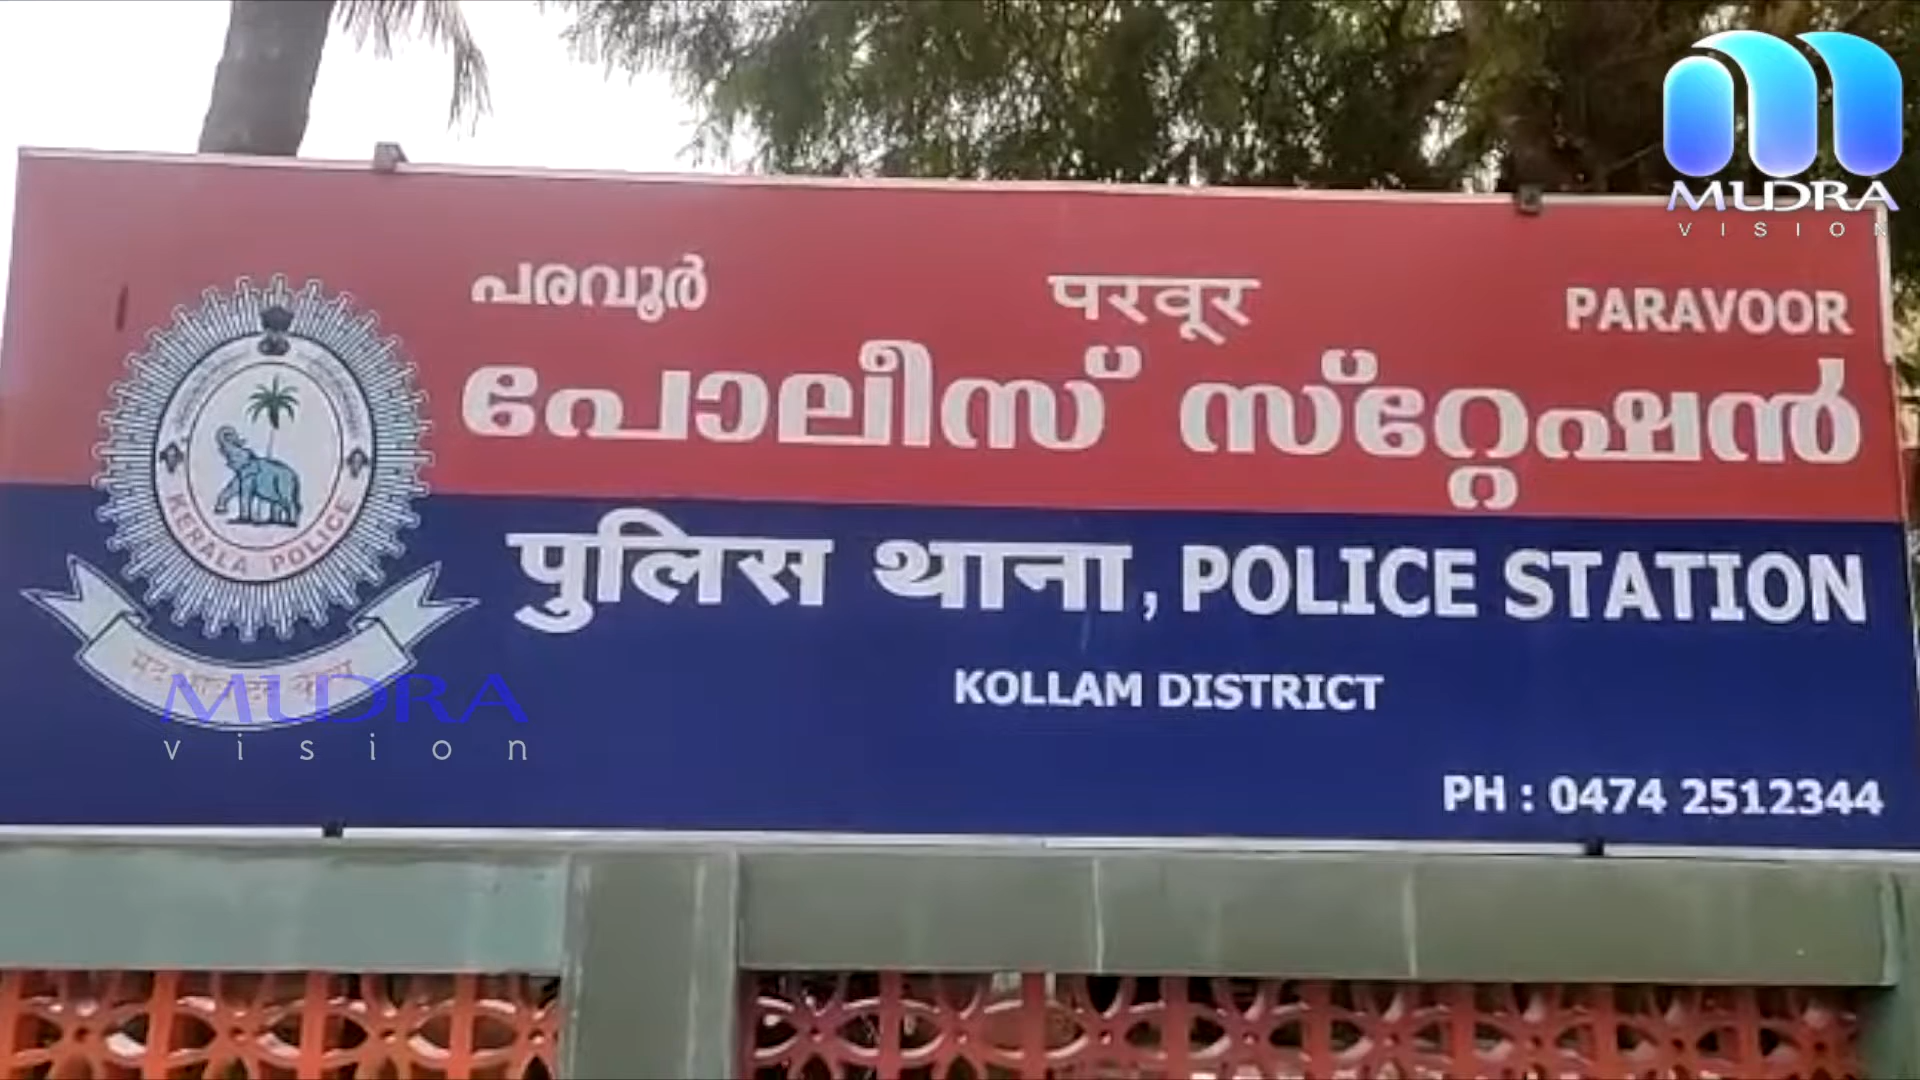 MUDRA
VISION
പരവൂർ परवूर PARAVOOR
പോലീസ് സ്റ്റേഷൻ
KERALA POLICE
पुलिस थाना, POLICE STATION
KOLLAM DISTRICT
MUDRA
vision
PH : 0474 2512344